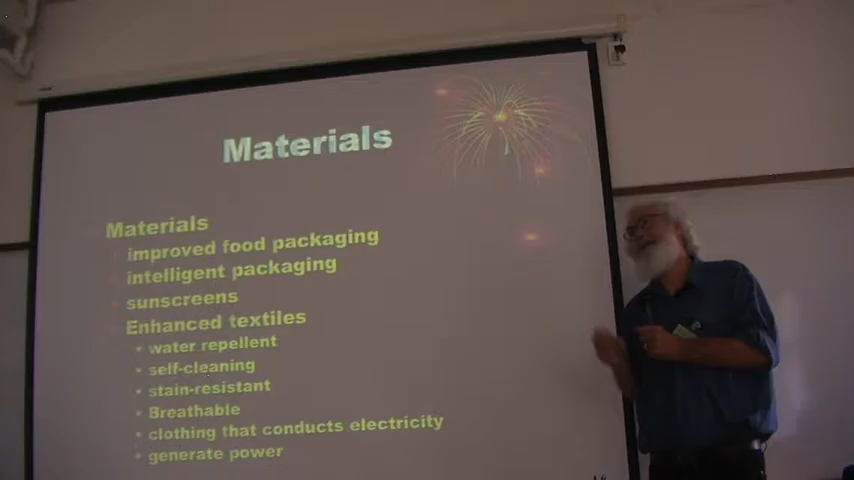 Materials
Materials
improved food packaging
intelligent packaging
sunscreens
Enhanced textiles
• water repellent
• self-cleaning
• stain-resistant
• Breathable
• clothing that conducts electricity
• generate power